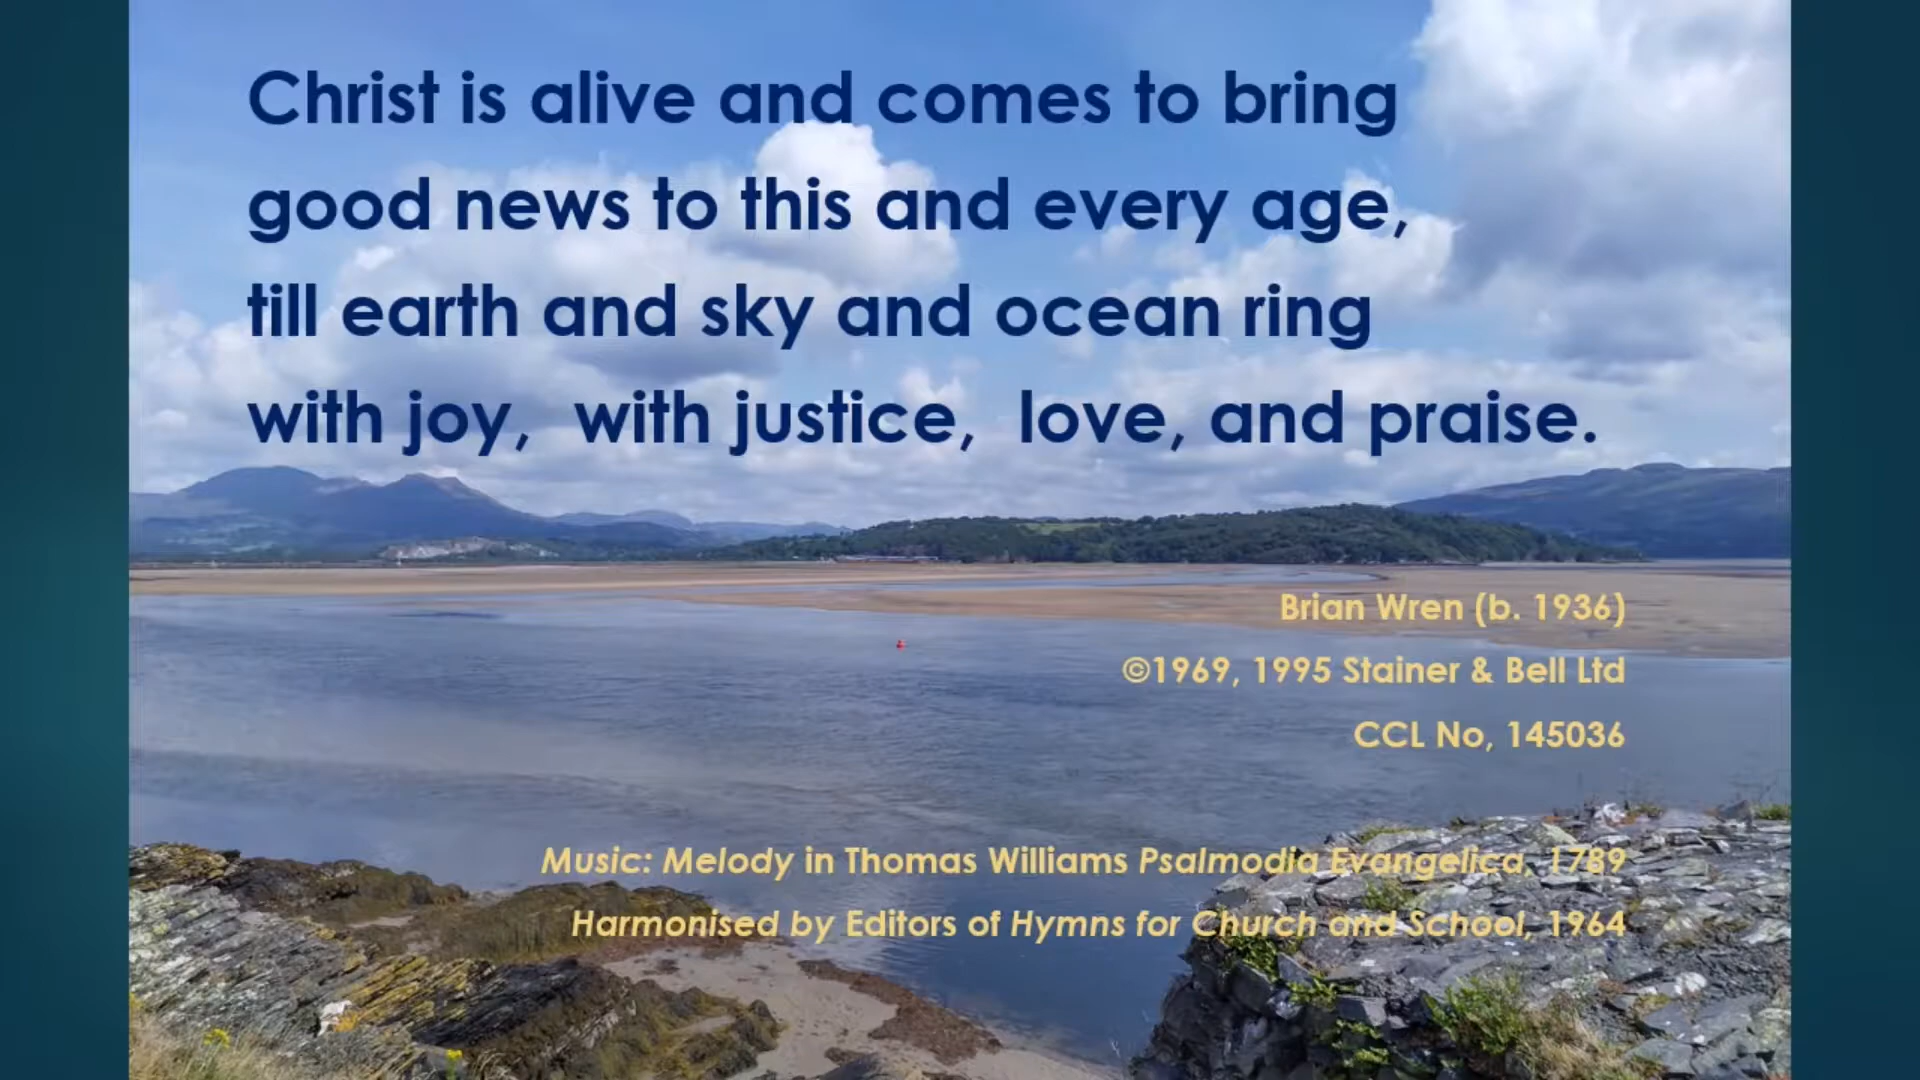 Christ is alive and comes to bring
good news to this and every age,
till earth and sky and ocean ring
with joy,  with justice,  love, and praise.
Brian Wren (b. 1936)
©1969, 1995 Stainer & Bell Ltd
CCL No, 145036
Music: Melody in Thomas Williams Psalmodia Evangelica, 1789
Harmonised by Editors of Hymns for Church and School, 1964